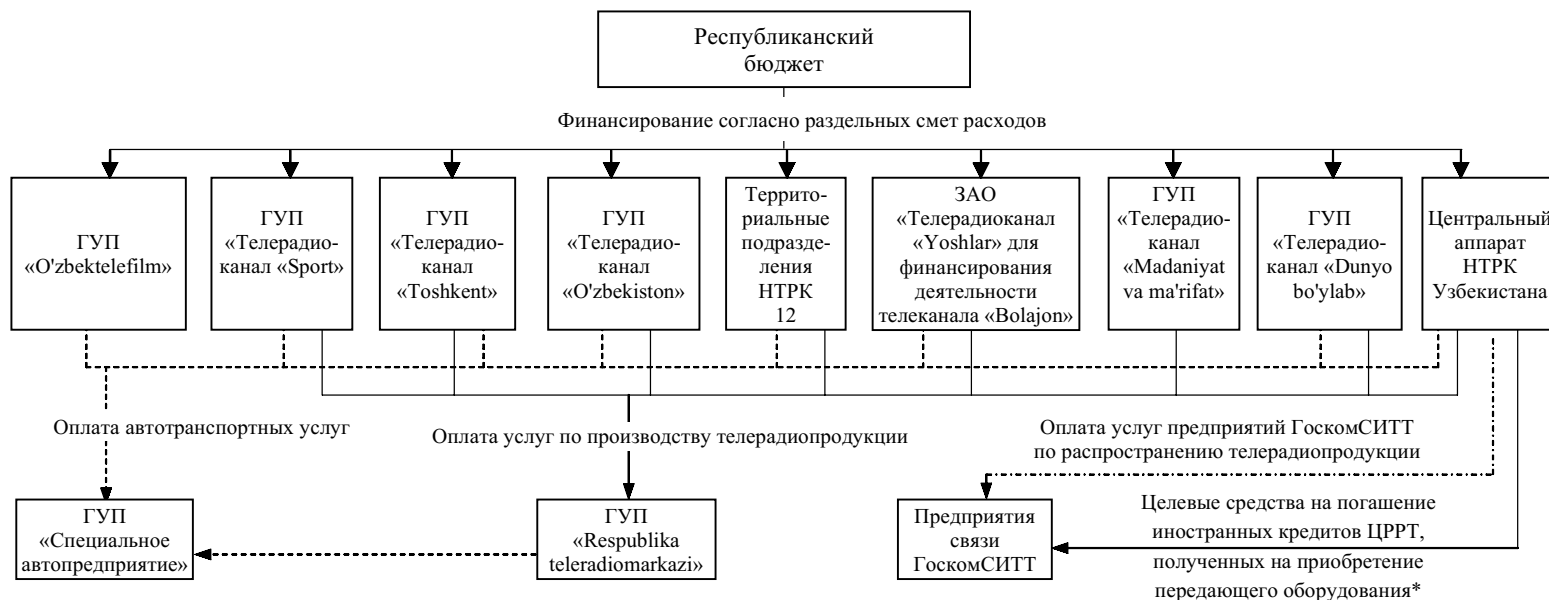 Республиканский
бюджет
Финансирование согласно раздельных смет расходов
ГУП
«O'zbektelefilm»
ГУП
«Телерадио-
канал «Sport»
ГУП
«Телерадио-
канал
«Toshkent»
ГУП
«Телерадио-
канал
«O'zbekiston»
Террито-
риальные
подразде-
ления
НТРК
12
ЗАО
«Телерадиоканал
«Yoshlar» для
финансирования
деятельности
телеканала «Bolajon»
ГУП
«Телерадио-
канал
«Madaniyat
va ma'rifat»
ГУП
«Телерадио-
канал «Dunyo
bo'ylab»
Центральный
аппарат
НТРК
Узбекистана
Оплата автотранспортных услуг
Оплата услуг по производству телерадиопродукции
Оплата услуг предприятий ГоскомСИТТ
по распространению телерадиопродукции
ГУП
«Специальное
автопредприятие»
ГУП
«Respublika
teleradiomarkazi»
Предприятия
связи
ГоскомСИТТ
Целевые средства на погашение
иностранных кредитов ЦРРТ,
полученных на приобретение
передающего оборудования*